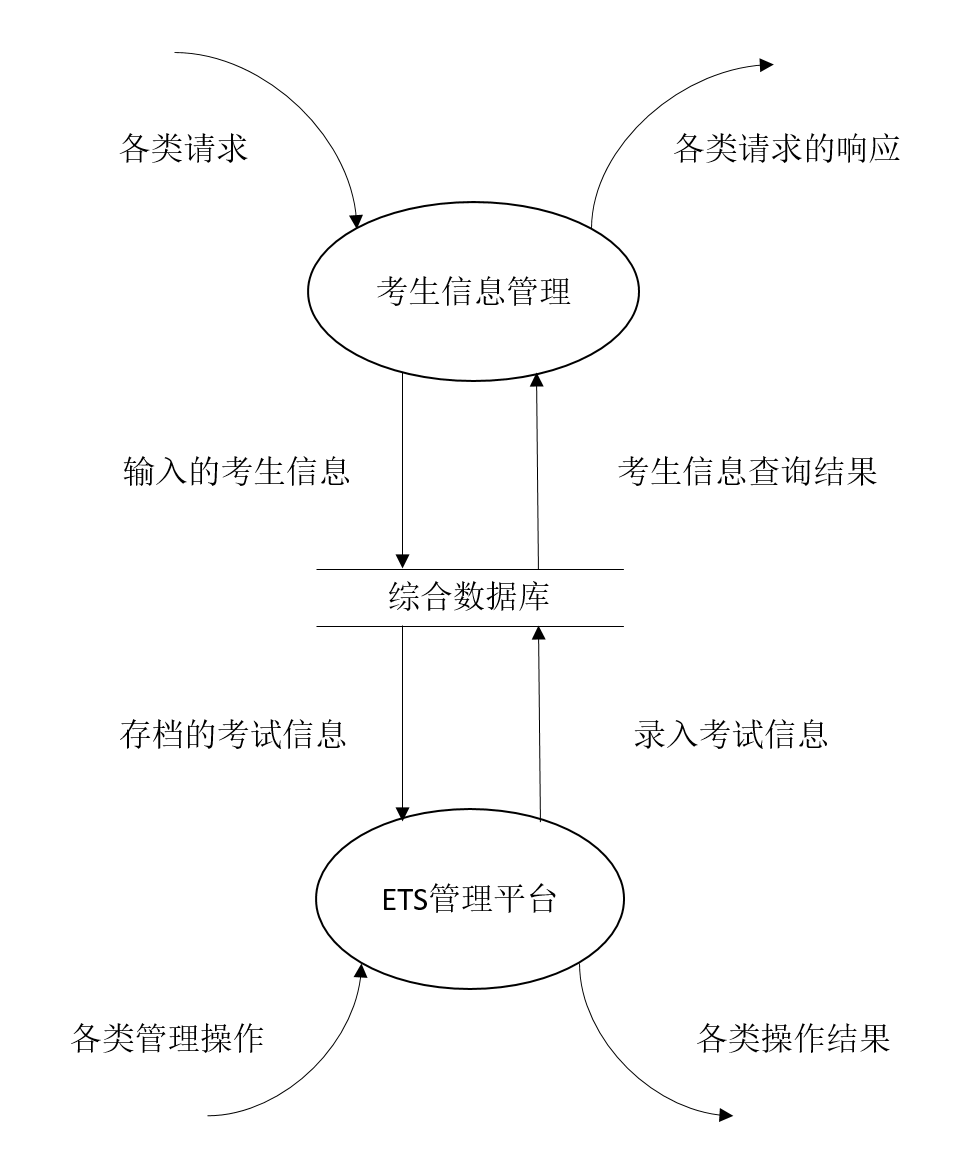 各类请求
各类请求的响应
考生信息管理
输入的考生信息
考生信息查询结果
综合数据库
存档的考试信息
录入考试信息
ETS管理平台
各类管理操作
各类操作结果